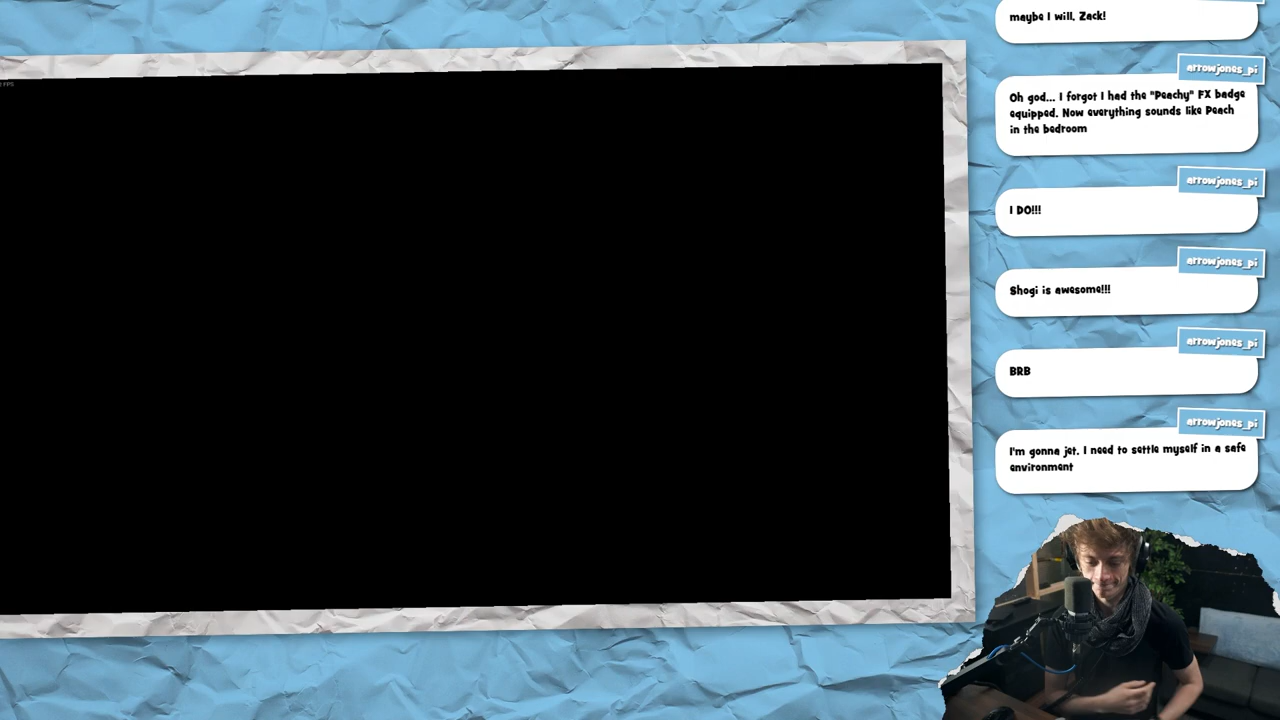 FPS
maybe I will, Zack!
arrowjones_pi
Oh god... I forgot I had the "Peachy" FX badge
equipped. Now everything sounds like Peach
in the bedroom
arrowjones_pi
I DO!!!
arrowjones_pi
Shogi is awesome!!!
arrowjones_pi
BRB
arrowjones_pi
I'm gonna jet. I need to settle myself in a safe
environment